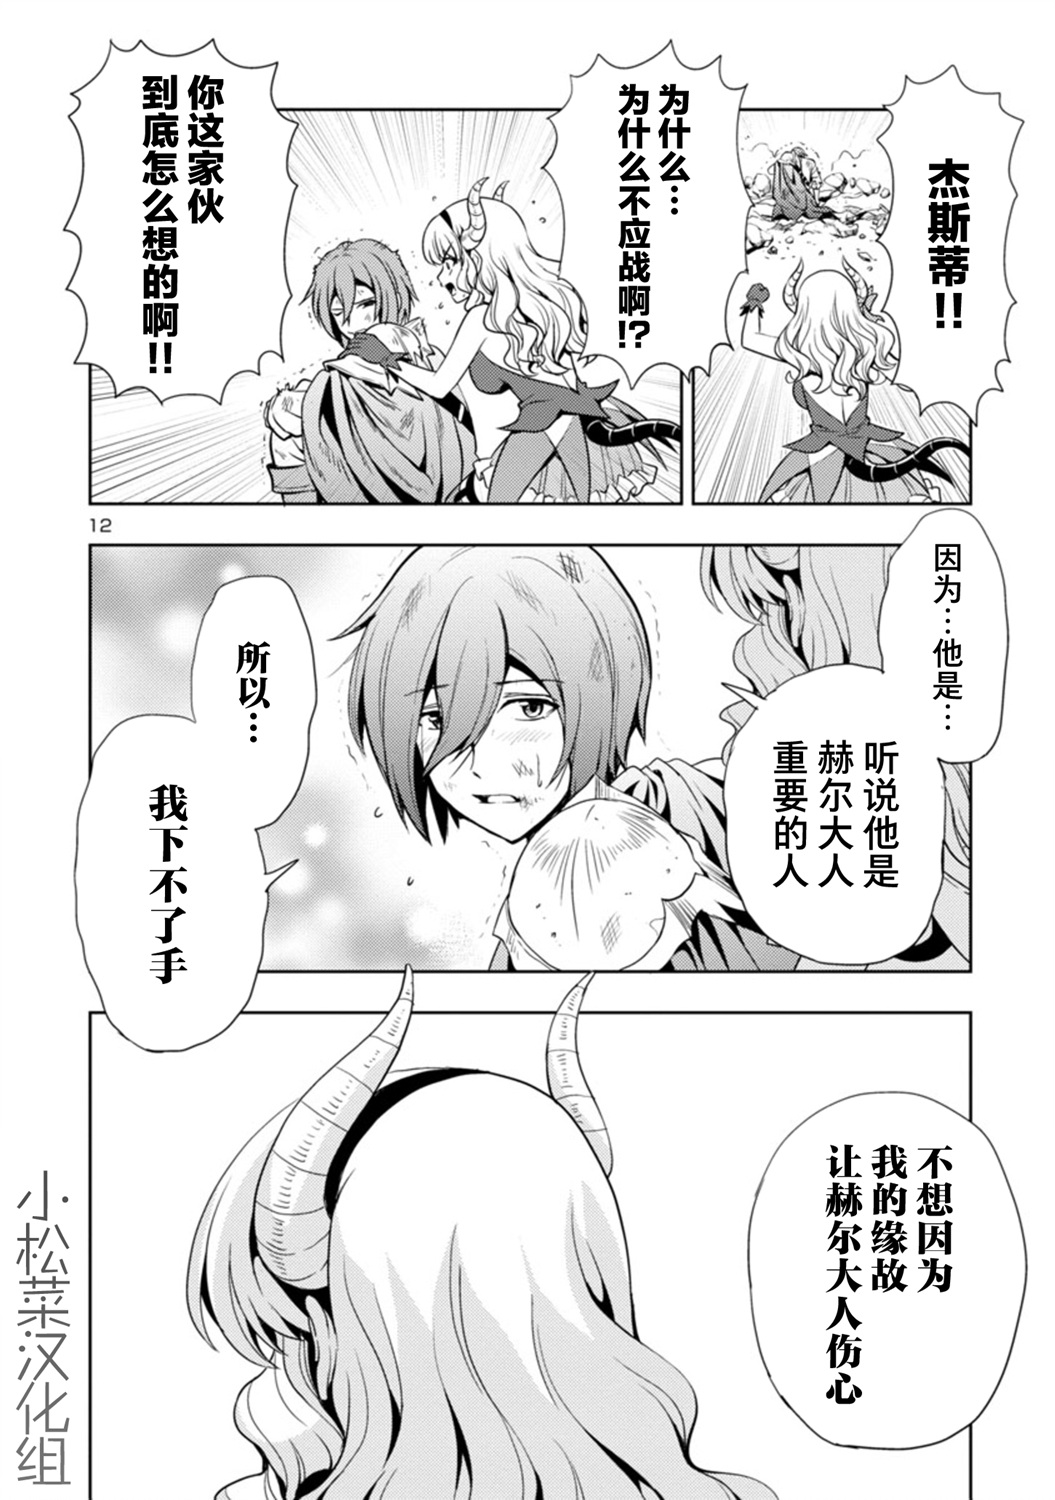 杰斯蒂!!
为什么…
为什么不应战啊!?
你这家伙
到底怎么想的啊!!
12
因为…他是…
听说他是
赫尔大人
重要的人
所以…
我下不了手
不想因为
我的缘故
让赫尔大人伤心
小松菜汉化组